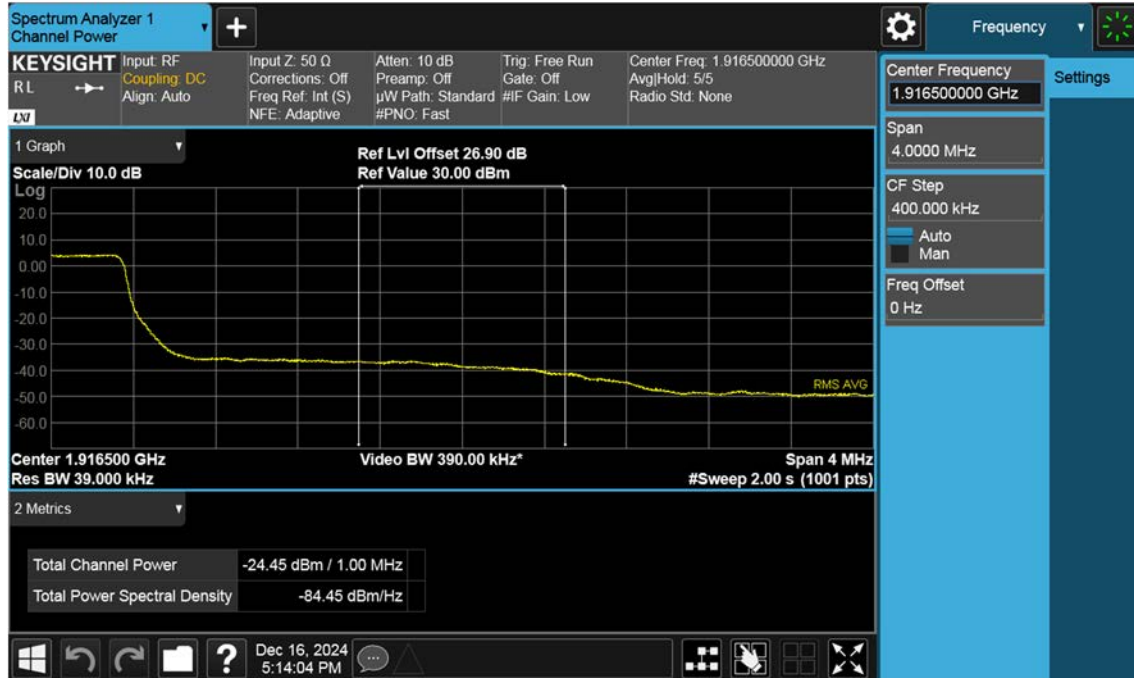 Spectrum Analyzer 1
Channel Power
Frequency
KEYSIGHT
R L
LXI
Input: RF
Coupling: DC
Align: Auto
Input Z: 50 Ω
Corrections: Off
Freq Ref: Int (S)
NFE: Adaptive
Atten: 10 dB
Preamp: Off
µW Path: Standard
#PNO: Fast
Trig: Free Run
Gate: Off
#IF Gain: Low
Center Freq: 1.916500000 GHz
Avg|Hold: 5/5
Radio Std: None
Center Frequency
1.916500000 GHz
Settings
Span
4.0000 MHz
CF Step
400.000 kHz
Auto
Man
Freq Offset
0 Hz
1 Graph
Scale/Div 10.0 dB
Ref Lvl Offset 26.90 dB
Ref Value 30.00 dBm
Log
20.0
10.0
0.00
-10.0
-20.0
-30.0
-40.0
-50.0
-60.0
RMS AVG
Center 1.916500 GHz
Res BW 39.000 kHz
Video BW 390.00 kHz*
Span 4 MHz
#Sweep 2.00 s (1001 pts)
2 Metrics
Total Channel Power -24.45 dBm / 1.00 MHz
Total Power Spectral Density -84.45 dBm/Hz
?
Dec 16, 2024
5:14:04 PM